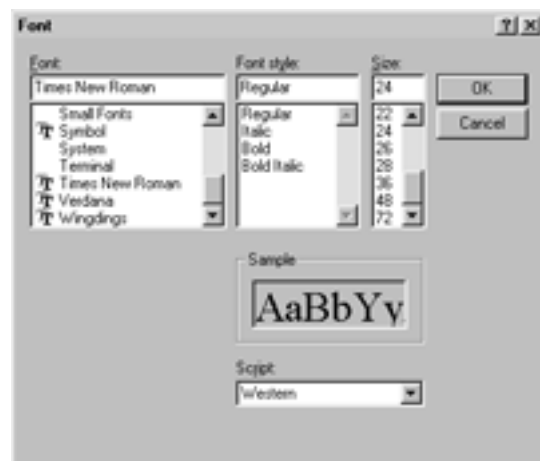 Font
Font: Font style: Size:
Times New Roman Regular 24 OK
Small Fonts Regular 22 Cancel
Symbol Italic 24
System Bold 26
Terminal Bold Italic 28
Times New Roman 36
Verdana 48
Wingdings 72
Sample
AaBbYy
Script:
Western